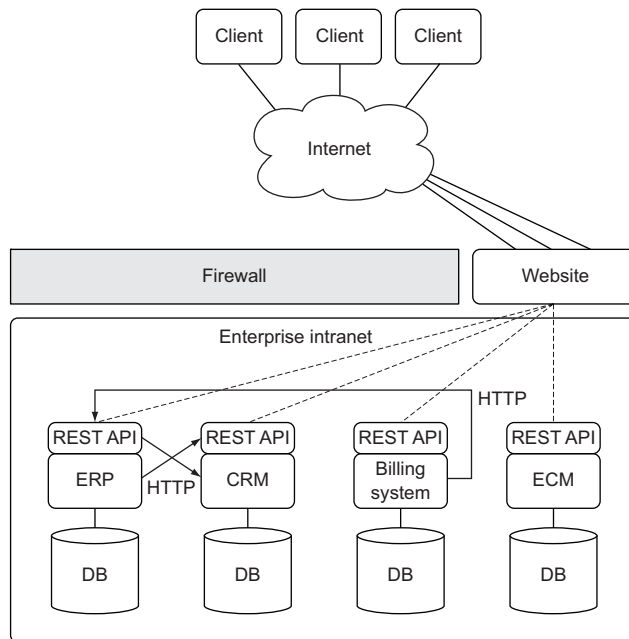 Client Client Client
Internet
Firewall Website
Enterprise intranet
HTTP
REST API REST API REST API REST API
ERP HTTP CRM Billing system ECM
DB DB DB DB